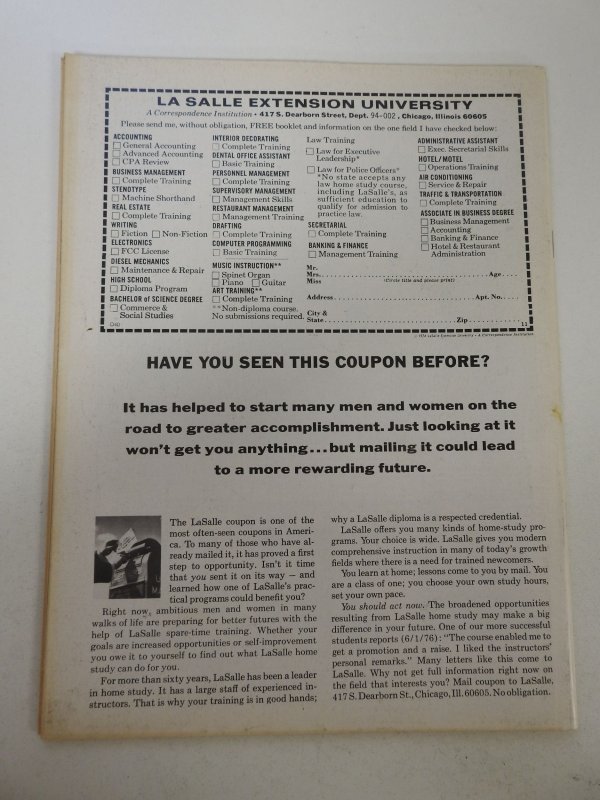 LA SALLE EXTENSION UNIVERSITY
A Correspondence Institution • 417 S. Dearborn Street, Dept. 94-002, Chicago, Illinois 60605
Please send me, without obligation, FREE booklet and information on the one field I have checked below:
ACCOUNTING
General Accounting
Advanced Accounting
CPA Review
BUSINESS MANAGEMENT
Complete Training
STENOTYPE
Machine Shorthand
REAL ESTATE
Complete Training
WRITING
Fiction Non-Fiction
ELECTRONICS
FCC License
DIESEL MECHANICS
Maintenance & Repair
HIGH SCHOOL
Diploma Program
BACHELOR of SCIENCE DEGREE
Commerce &
Social Studies
INTERIOR DECORATING
Complete Training
DENTAL OFFICE ASSISTANT
Basic Training
PERSONNEL MANAGEMENT
Complete Training
SUPERVISORY MANAGEMENT
Management Skills
RESTAURANT MANAGEMENT
Management Training
DRAFTING
Complete Training
COMPUTER PROGRAMMING
Basic Training
MUSIC INSTRUCTION**
Spinet Organ
Piano Guitar
ART TRAINING**
Complete Training
**Non-diploma course.
No submissions required.
Law Training
Law for Executive
Leadership*
Law for Police Officers*
*No state accepts any
law home study course,
including LaSalle's, as
sufficient education to
qualify for admission to
practice law.
SECRETARIAL
Complete Training
BANKING & FINANCE
Management Training
ADMINISTRATIVE ASSISTANT
Exec. Secretarial Skills
HOTEL/MOTEL
Operations Training
AIR CONDITIONING
Service & Repair
TRAFFIC & TRANSPORTATION
Complete Training
ASSOCIATE IN BUSINESS DEGREE
Business Management
Accounting
Banking & Finance
Hotel & Restaurant
Administration
Mr.
Mrs. Age
Miss (Circle title and please print)
Address Apt. No.
City &
State Zip
11
HAVE YOU SEEN THIS COUPON BEFORE?
It has helped to start many men and women on the
road to greater accomplishment. Just looking at it
won't get you anything...but mailing it could lead
to a more rewarding future.
The LaSalle coupon is one of the
most often-seen coupons in Ameri-
ca. To many of those who have al-
ready mailed it, it has proved a first
step to opportunity. Isn't it time
that you sent it on its way – and
learned how one of LaSalle's prac-
tical programs could benefit you?
Right now, ambitious men and women in many
walks of life are preparing for better futures with the
help of LaSalle spare-time training. Whether your
goals are increased opportunities or self-improvement
you owe it to yourself to find out what LaSalle home
study can do for you.
For more than sixty years, LaSalle has been a leader
in home study. It has a large staff of experienced in-
structors. That is why your training is in good hands;
why a LaSalle diploma is a respected credential.
LaSalle offers you many kinds of home-study pro-
grams. Your choice is wide. LaSalle gives you modern
comprehensive instruction in many of today's growth
fields where there is a need for trained newcomers.
You learn at home; lessons come to you by mail. You
are a class of one; you choose your own study hours,
set your own pace.
You should act now. The broadened opportunities
resulting from LaSalle home study may make a big
difference in your future. One of our more successful
students reports (6/1/76): "The course enabled me to
get a promotion and a raise. I liked the instructors'
personal remarks." Many letters like this come to
LaSalle. Why not get full information right now on
the field that interests you? Mail coupon to LaSalle,
417 S. Dearborn St., Chicago, Ill. 60605. No obligation.